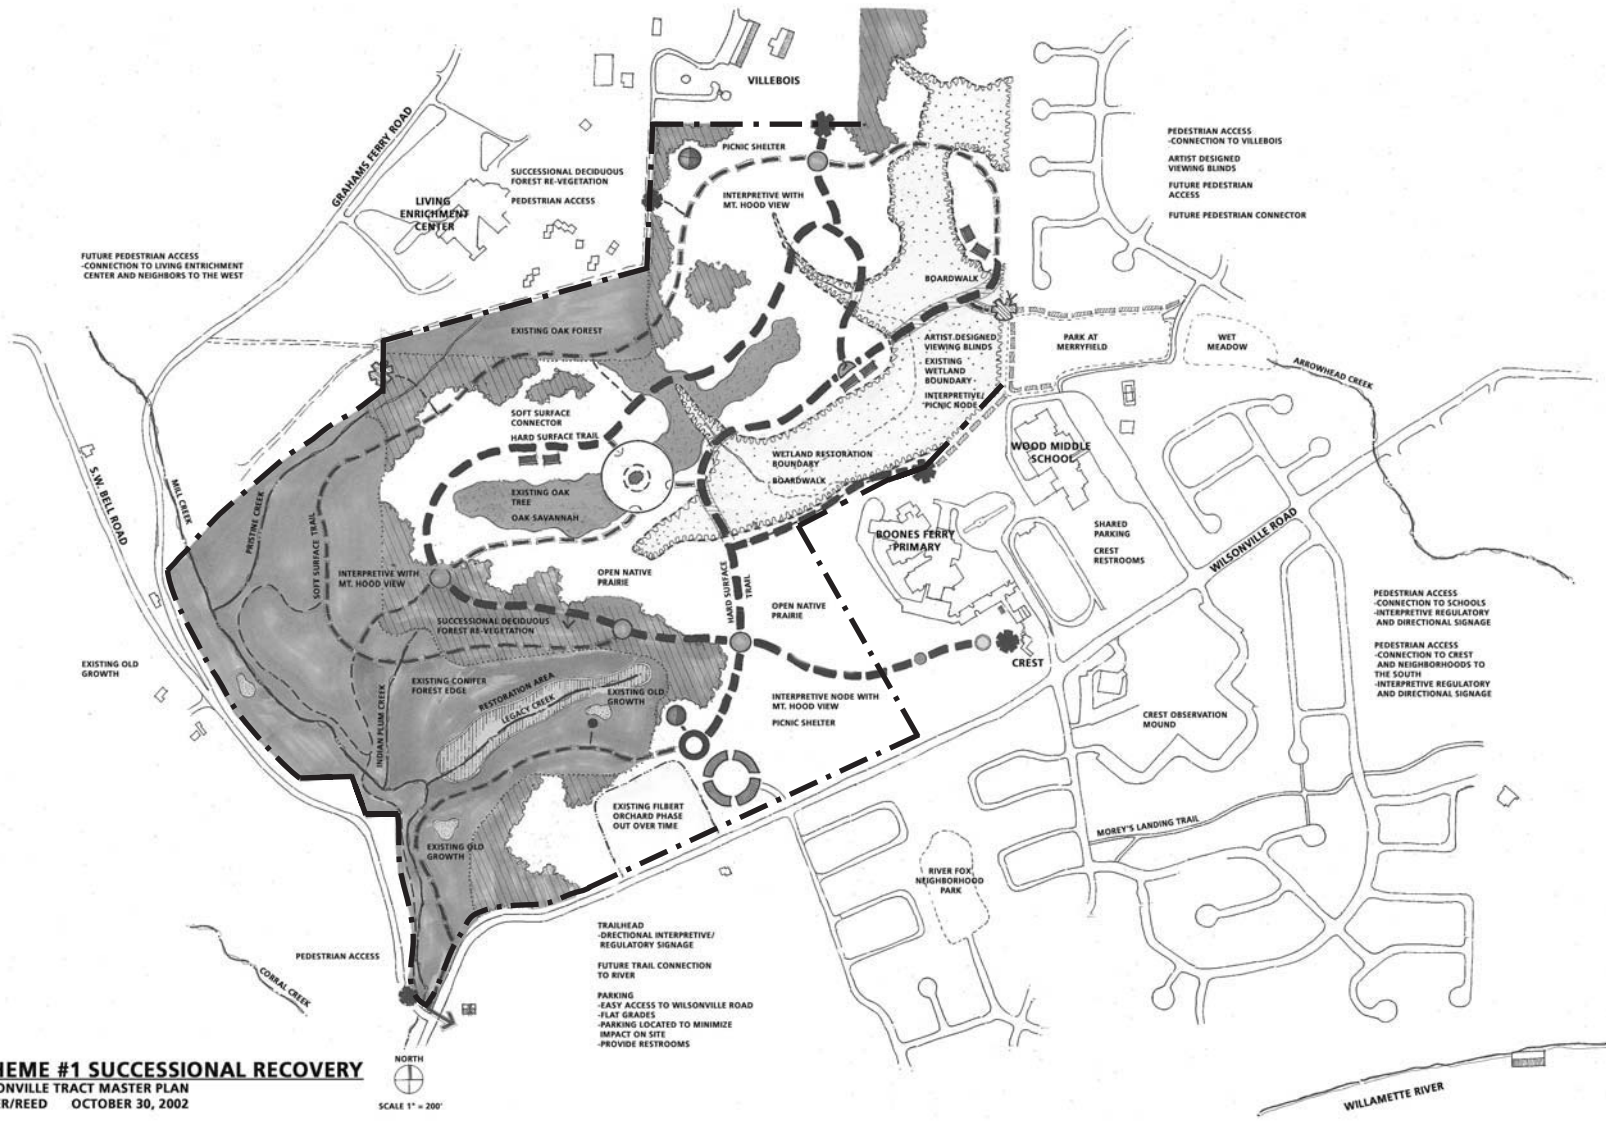 VILLEBOIS
PICNIC SHELTER
PEDESTRIAN ACCESS
-CONNECTION TO VILLEBOIS
ARTIST DESIGNED
VIEWING BLINDS
FUTURE PEDESTRIAN
ACCESS
FUTURE PEDESTRIAN CONNECTOR
GRAHAMS FERRY ROAD
SUCCESSIONAL DECIDUOUS
FOREST RE-VEGETATION
PEDESTRIAN ACCESS
LIVING
ENRICHMENT
CENTER
INTERPRETIVE WITH
MT. HOOD VIEW
FUTURE PEDESTRIAN ACCESS
-CONNECTION TO LIVING ENTRICHMENT
CENTER AND NEIGHBORS TO THE WEST
BOARDWALK
EXISTING OAK FOREST
ARTIST DESIGNED
VIEWING BLINDS
EXISTING
WETLAND
BOUNDARY
INTERPRETIVE/
PICNIC NODE
PARK AT
MERRYFIELD
WET
MEADOW
ARROWHEAD CREEK
SOFT SURFACE
CONNECTOR
HARD SURFACE TRAIL
WOOD MIDDLE
SCHOOL
WETLAND RESTORATION
BOUNDARY
BOARDWALK
S.W. BELL ROAD
MILL CREEK
PRISTINE CREEK
SOFT SURFACE TRAIL
EXISTING OAK
TREE
OAK SAVANNAH
BOONES FERRY
PRIMARY
SHARED
PARKING
CREST
RESTROOMS
WILSONVILLE ROAD
INTERPRETIVE WITH
MT. HOOD VIEW
OPEN NATIVE
PRAIRIE
HARD SURFACE
TRAIL
OPEN NATIVE
PRAIRIE
PEDESTRIAN ACCESS
-CONNECTION TO SCHOOLS
-INTERPRETIVE REGULATORY
AND DIRECTIONAL SIGNAGE
PEDESTRIAN ACCESS
-CONNECTION TO CREST
AND NEIGHBORHOODS TO
THE SOUTH
-INTERPRETIVE REGULATORY
AND DIRECTIONAL SIGNAGE
SUCCESSIONAL DECIDUOUS
FOREST RE-VEGETATION
CREST
EXISTING OLD
GROWTH
EXISTING CONIFER
FOREST EDGE
RESTORATION AREA
LEGACY CREEK
EXISTING OLD
GROWTH
INDIAN PLUM CREEK
INTERPRETIVE NODE WITH
MT. HOOD VIEW
PICNIC SHELTER
CREST OBSERVATION
MOUND
EXISTING FILBERT
ORCHARD PHASE
OUT OVER TIME
MOREY'S LANDING TRAIL
EXISTING OLD
GROWTH
RIVER FOX
NEIGHBORHOOD
PARK
TRAILHEAD
-DRECTIONAL INTERPRETIVE/
REGULATORY SIGNAGE
FUTURE TRAIL CONNECTION
TO RIVER
PARKING
-EASY ACCESS TO WILSONVILLE ROAD
-FLAT GRADES
-PARKING LOCATED TO MINIMIZE
IMPACT ON SITE
-PROVIDE RESTROOMS
PEDESTRIAN ACCESS
CORRAL CREEK
NORTH
SCALE 1" = 200'
HEME #1 SUCCESSIONAL RECOVERY
ONVILLE TRACT MASTER PLAN
ER/REED OCTOBER 30, 2002
WILLAMETTE RIVER